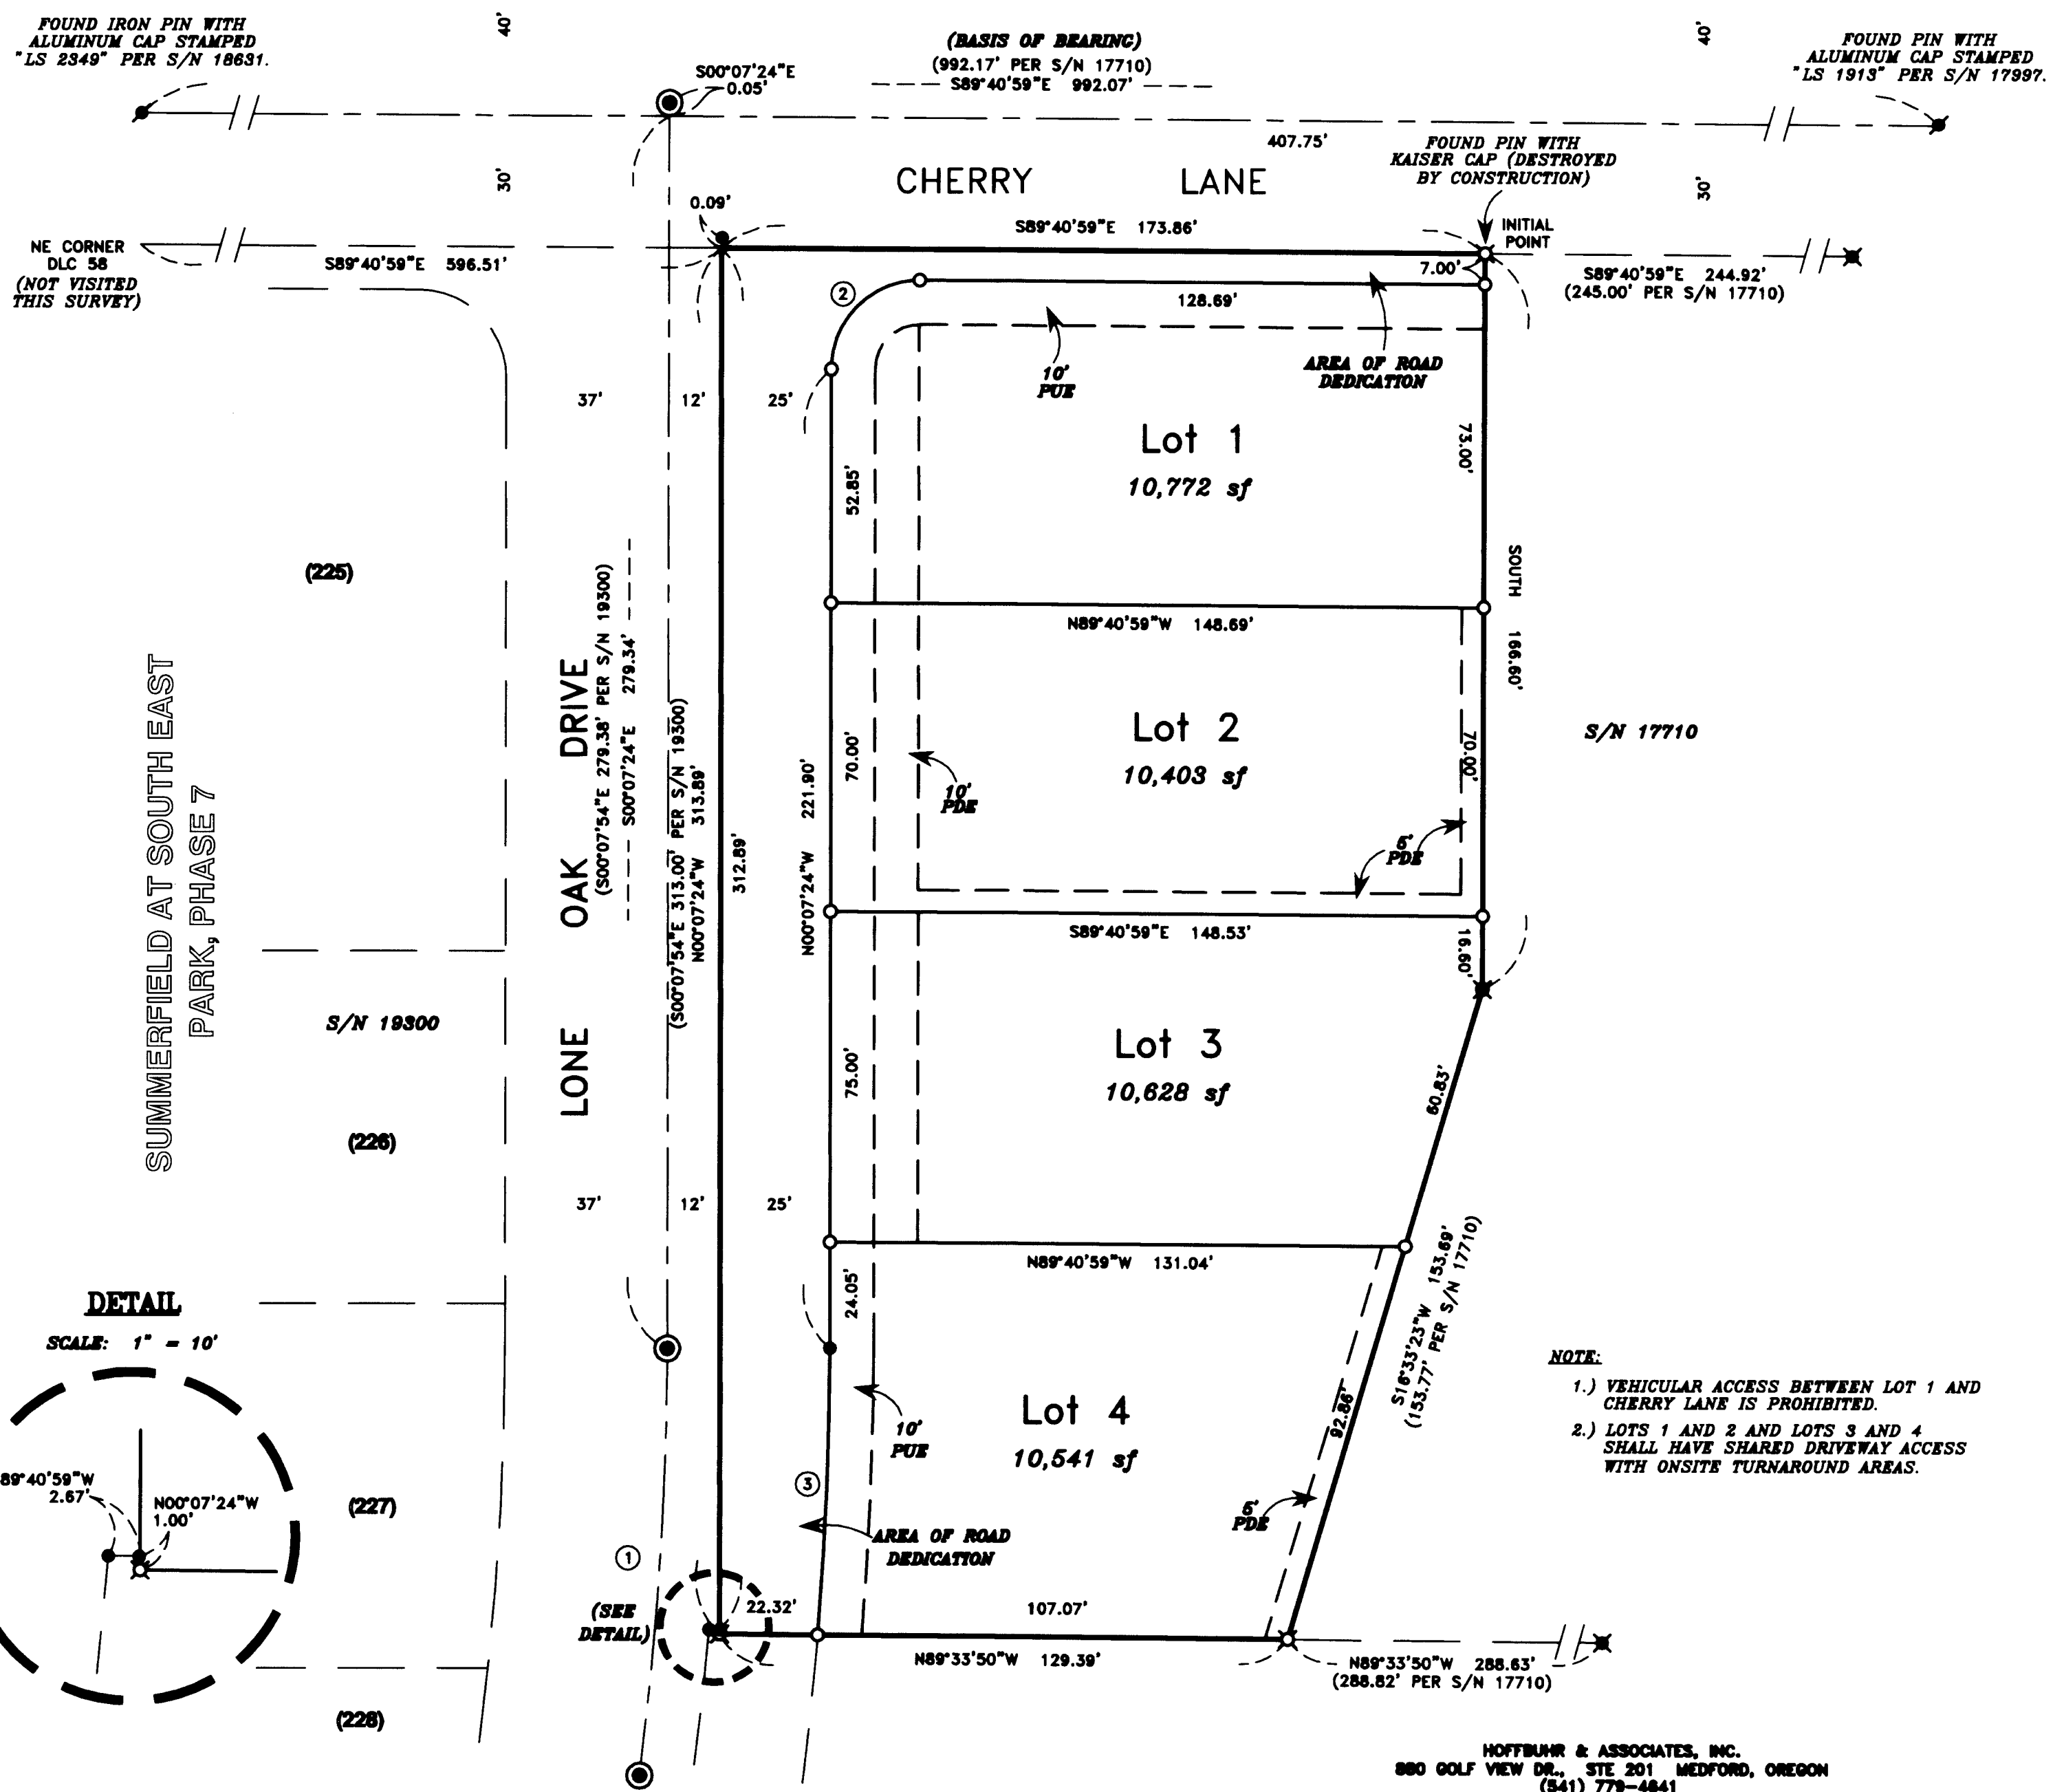 FOUND IRON PIN WITH
ALUMINUM CAP STAMPED
"LS 2349" PER S/N 18631.
40'
S00°07'24"E
0.05'
(BASIS OF BEARING)
(992.17' PER S/N 17710)
S89°40'59"E 992.07'
40'
FOUND PIN WITH
ALUMINUM CAP STAMPED
"LS 1913" PER S/N 17997.
407.75'
30'
CHERRY LANE
FOUND PIN WITH
KAISER CAP (DESTROYED
BY CONSTRUCTION)
30'
0.09'
S89°40'59"E 173.86'
INITIAL
POINT
NE CORNER
DLC 58
(NOT VISITED
THIS SURVEY)
S89°40'59"E 596.51'
7.00'
S89°40'59"E 244.92'
(245.00' PER S/N 17710)
2
128.69'
10'
PUE
AREA OF ROAD
DEDICATION
37'
12'
25'
Lot 1
10,772 sf
73.00'
52.85'
(225)
SOUTH 166.60'
N89°40'59"W 148.69'
SUMMERFIELD AT SOUTH EAST
PARK, PHASE 7
LONE OAK DRIVE
(S00°07'54"E 279.38' PER S/N 19300)
S00°07'24"E 279.34'
(S00°07'54"E 313.00' PER S/N 19300)
N00°07'24"W 313.89'
312.89'
N00°07'24"W 221.90'
70.00'
Lot 2
10,403 sf
70.00'
S/N 17710
10'
PDE
5'
PDE
S89°40'59"E 148.53'
16.60'
S/N 19300
Lot 3
10,628 sf
75.00'
60.83'
(226)
37'
12'
25'
N89°40'59"W 131.04'
24.05'
S16°33'23"W 153.69'
(153.77' PER S/N 17710)
DETAIL
SCALE: 1" = 10'
NOTE:
1.) VEHICULAR ACCESS BETWEEN LOT 1 AND
CHERRY LANE IS PROHIBITED.
2.) LOTS 1 AND 2 AND LOTS 3 AND 4
SHALL HAVE SHARED DRIVEWAY ACCESS
WITH ONSITE TURNAROUND AREAS.
Lot 4
10,541 sf
92.86'
10'
PUE
89°40'59"W
2.67'
N00°07'24"W
1.00'
(227)
3
5'
PDE
AREA OF ROAD
DEDICATION
1
(SEE
DETAIL)
22.32'
107.07'
N89°33'50"W 129.39'
N89°33'50"W 288.63'
(288.82' PER S/N 17710)
(228)
HOFFBUHR & ASSOCIATES, INC.
880 GOLF VIEW DR., STE 201 MEDFORD, OREGON
(541) 779-4641